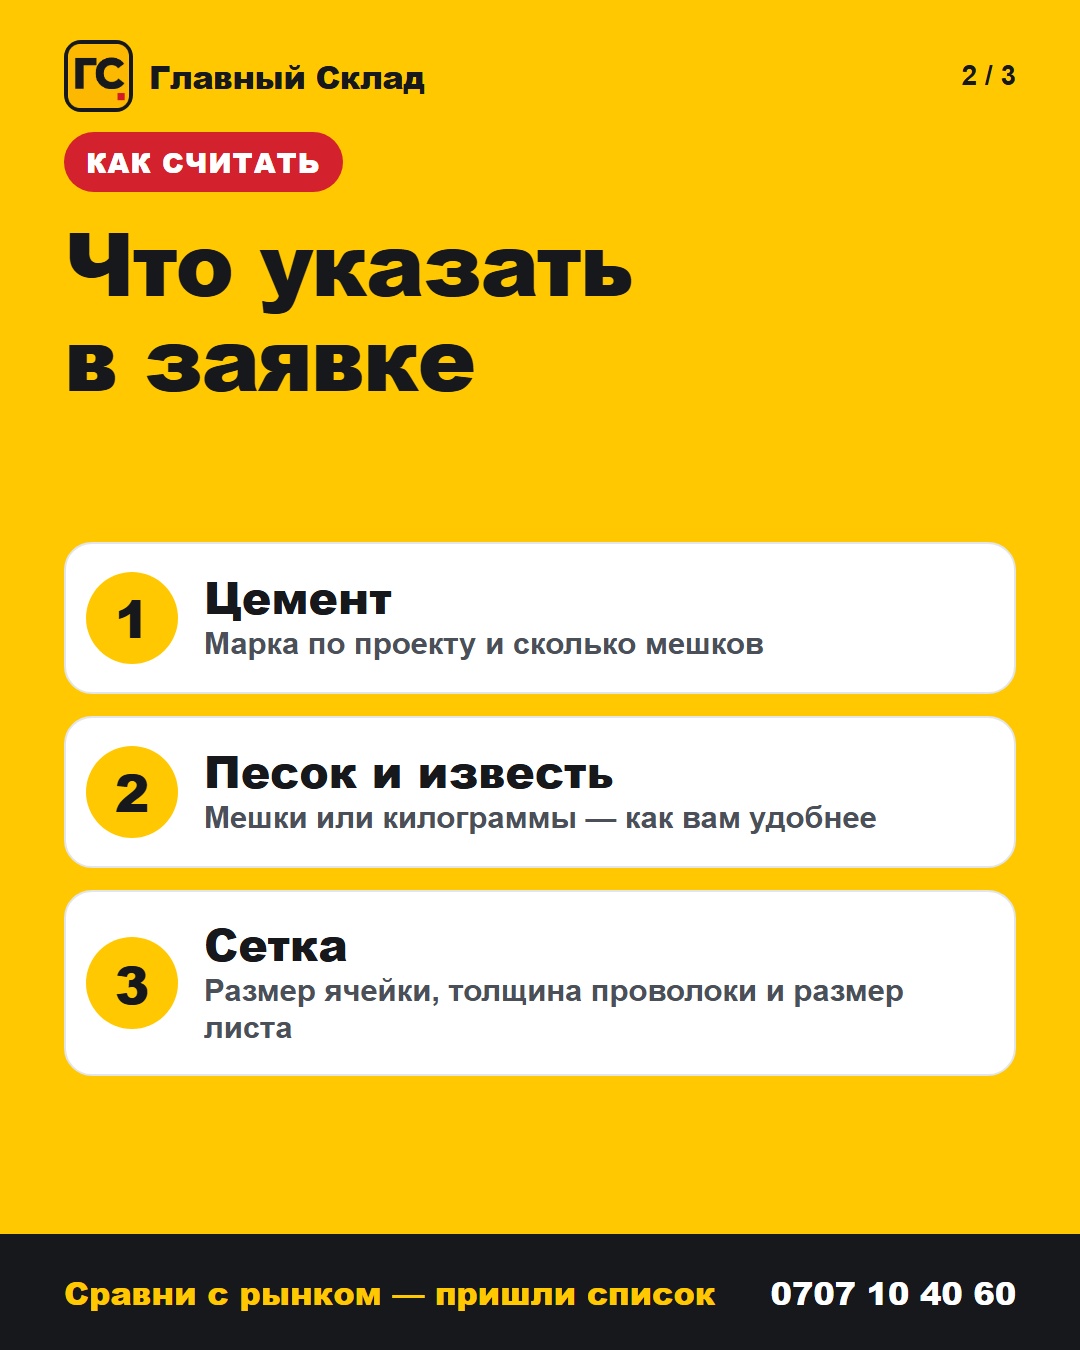 ГС
Главный Склад
2 / 3
КАК СЧИТАТЬ
Что указать
в заявке
1
Цемент
Марка по проекту и сколько мешков
2
Песок и известь
Мешки или килограммы — как вам удобнее
3
Сетка
Размер ячейки, толщина проволоки и размер
листа
Сравни с рынком — пришли список
0707 10 40 60